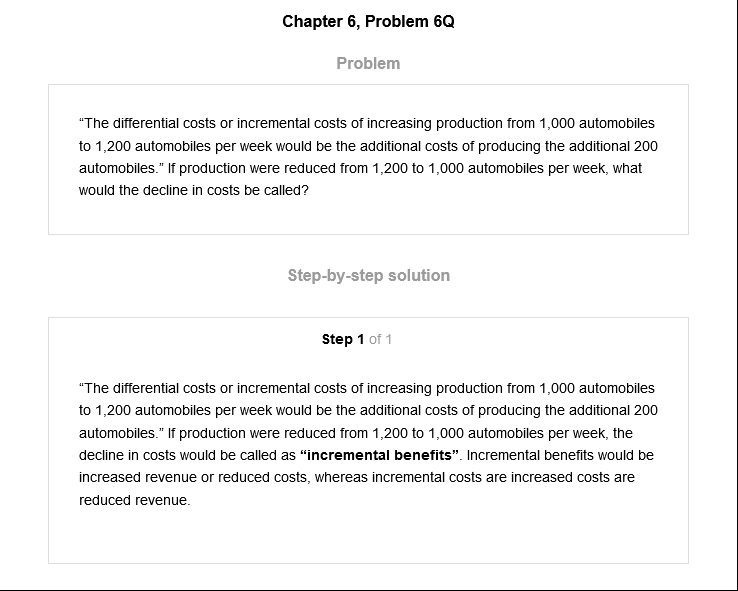 Chapter 6, Problem 6Q
Problem
“The differential costs or incremental costs of increasing production from 1,000 automobiles
to 1,200 automobiles per week would be the additional costs of producing the additional 200
automobiles.” If production were reduced from 1,200 to 1,000 automobiles per week, what
would the decline in costs be called?
Step-by-step solution
Step 1 of 1
“The differential costs or incremental costs of increasing production from 1,000 automobiles
to 1,200 automobiles per week would be the additional costs of producing the additional 200
automobiles.” If production were reduced from 1,200 to 1,000 automobiles per week, the
decline in costs would be called as “incremental benefits”. Incremental benefits would be
increased revenue or reduced costs, whereas incremental costs are increased costs are
reduced revenue.